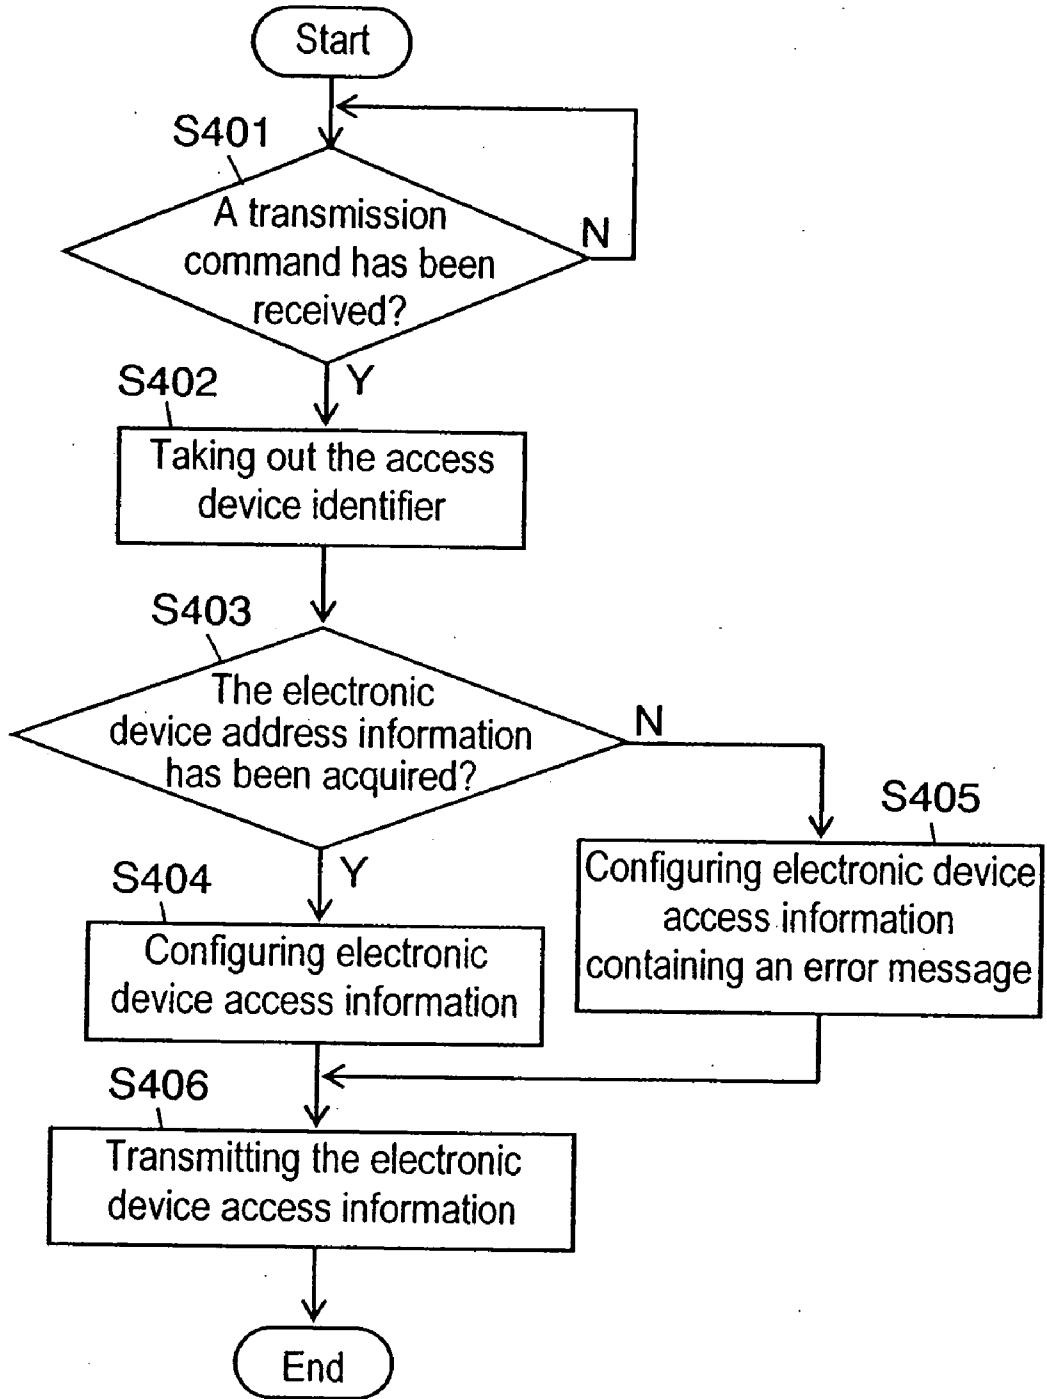 Start
S401
A transmission
command has been
received?
N
Y
S402
Taking out the access
device identifier
S403
The electronic
device address information
has been acquired?
N
Y
S404
Configuring electronic
device access information
S405
Configuring electronic device
access information
containing an error message
S406
Transmitting the electronic
device access information
End